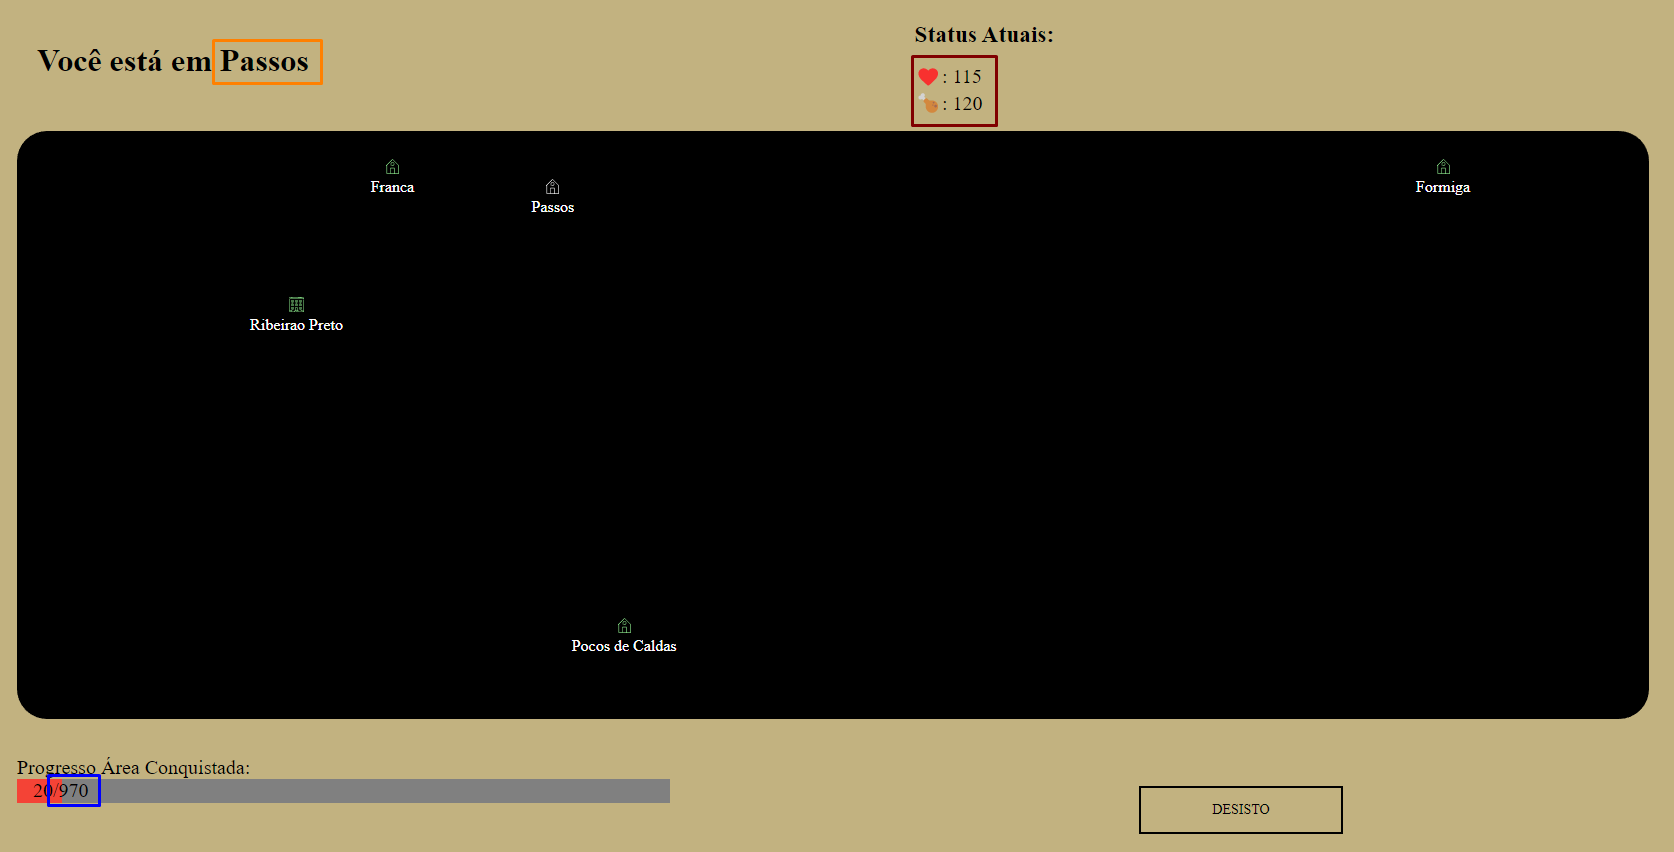 Você está em Passos
Status Atuais:
: 115
: 120
Franca
Passos
Formiga
Ribeirao Preto
Pocos de Caldas
Progresso Área Conquistada:
20/970
DESISTO